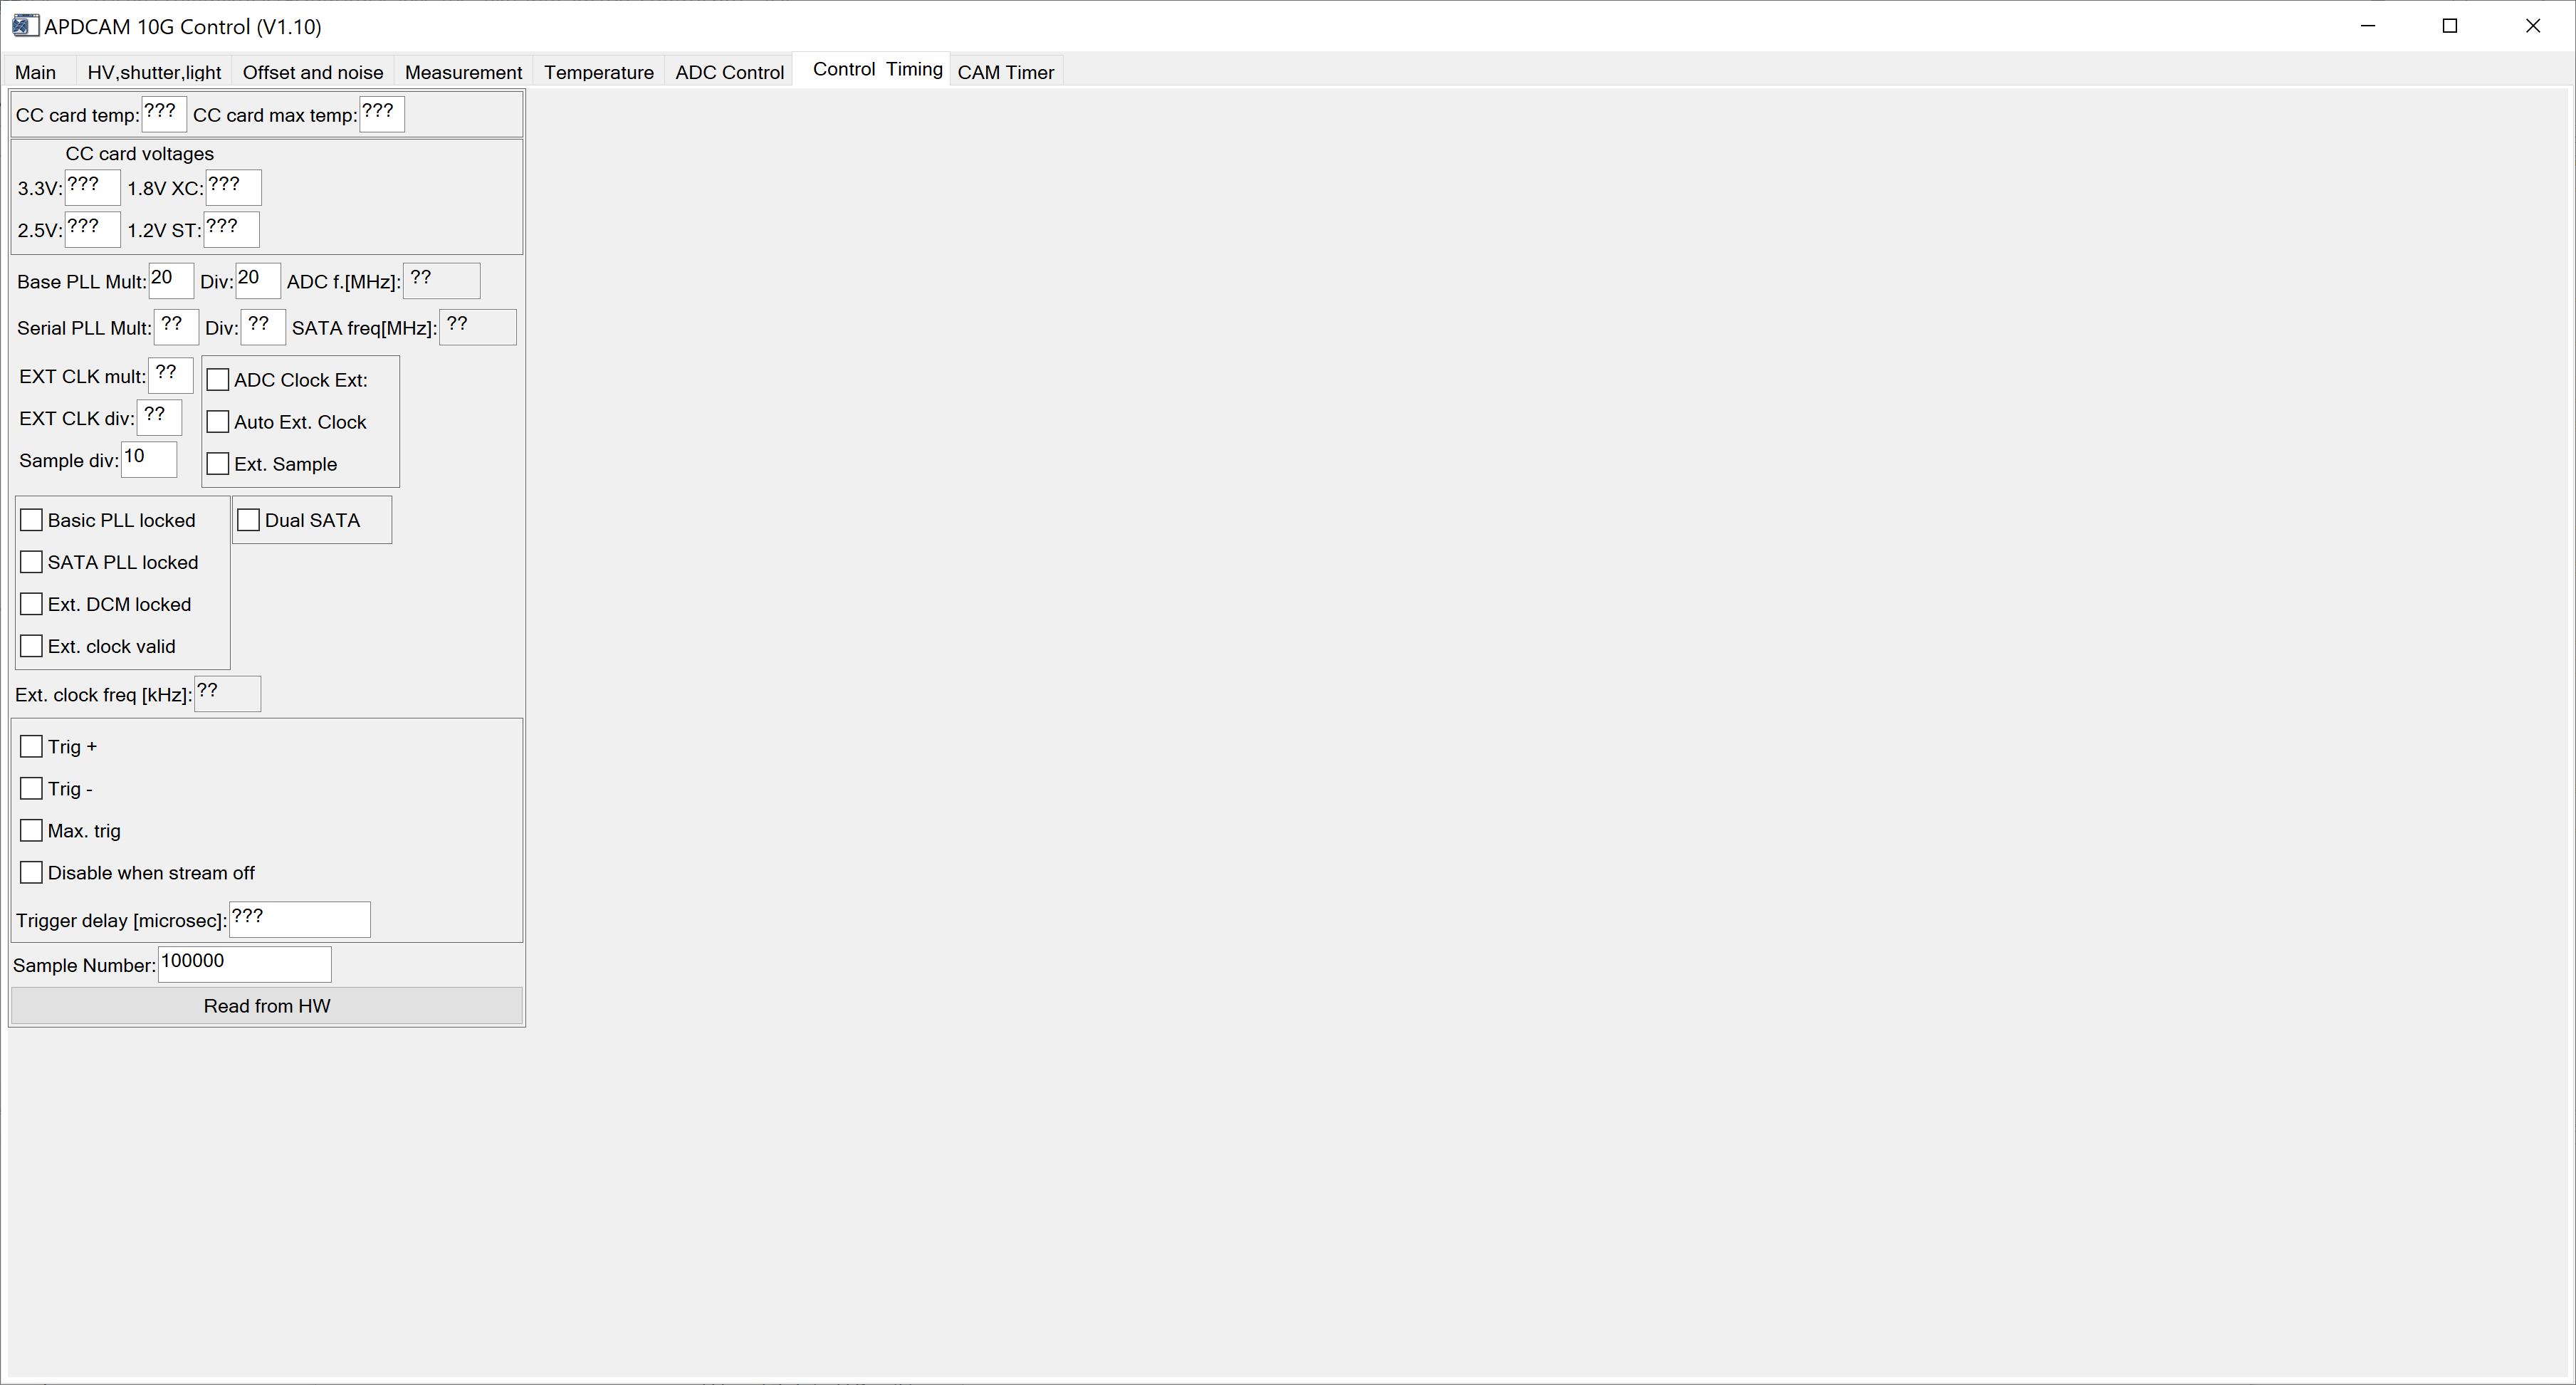 APDCAM 10G Control (V1.10)
Main HV,shutter,light Offset and noise Measurement Temperature ADC Control Control Timing CAM Timer
CC card temp: ??? CC card max temp: ???
CC card voltages
3.3V: ??? 1.8V XC: ???
2.5V: ??? 1.2V ST: ???
Base PLL Mult: 20 Div: 20 ADC f.[MHz]: ??
Serial PLL Mult: ?? Div: ?? SATA freq[MHz]: ??
EXT CLK mult: ?? ADC Clock Ext:
EXT CLK div: ?? Auto Ext. Clock
Sample div: 10 Ext. Sample
Basic PLL locked Dual SATA
SATA PLL locked
Ext. DCM locked
Ext. clock valid
Ext. clock freq [kHz]: ??
Trig +
Trig -
Max. trig
Disable when stream off
Trigger delay [microsec]: ???
Sample Number: 100000
Read from HW